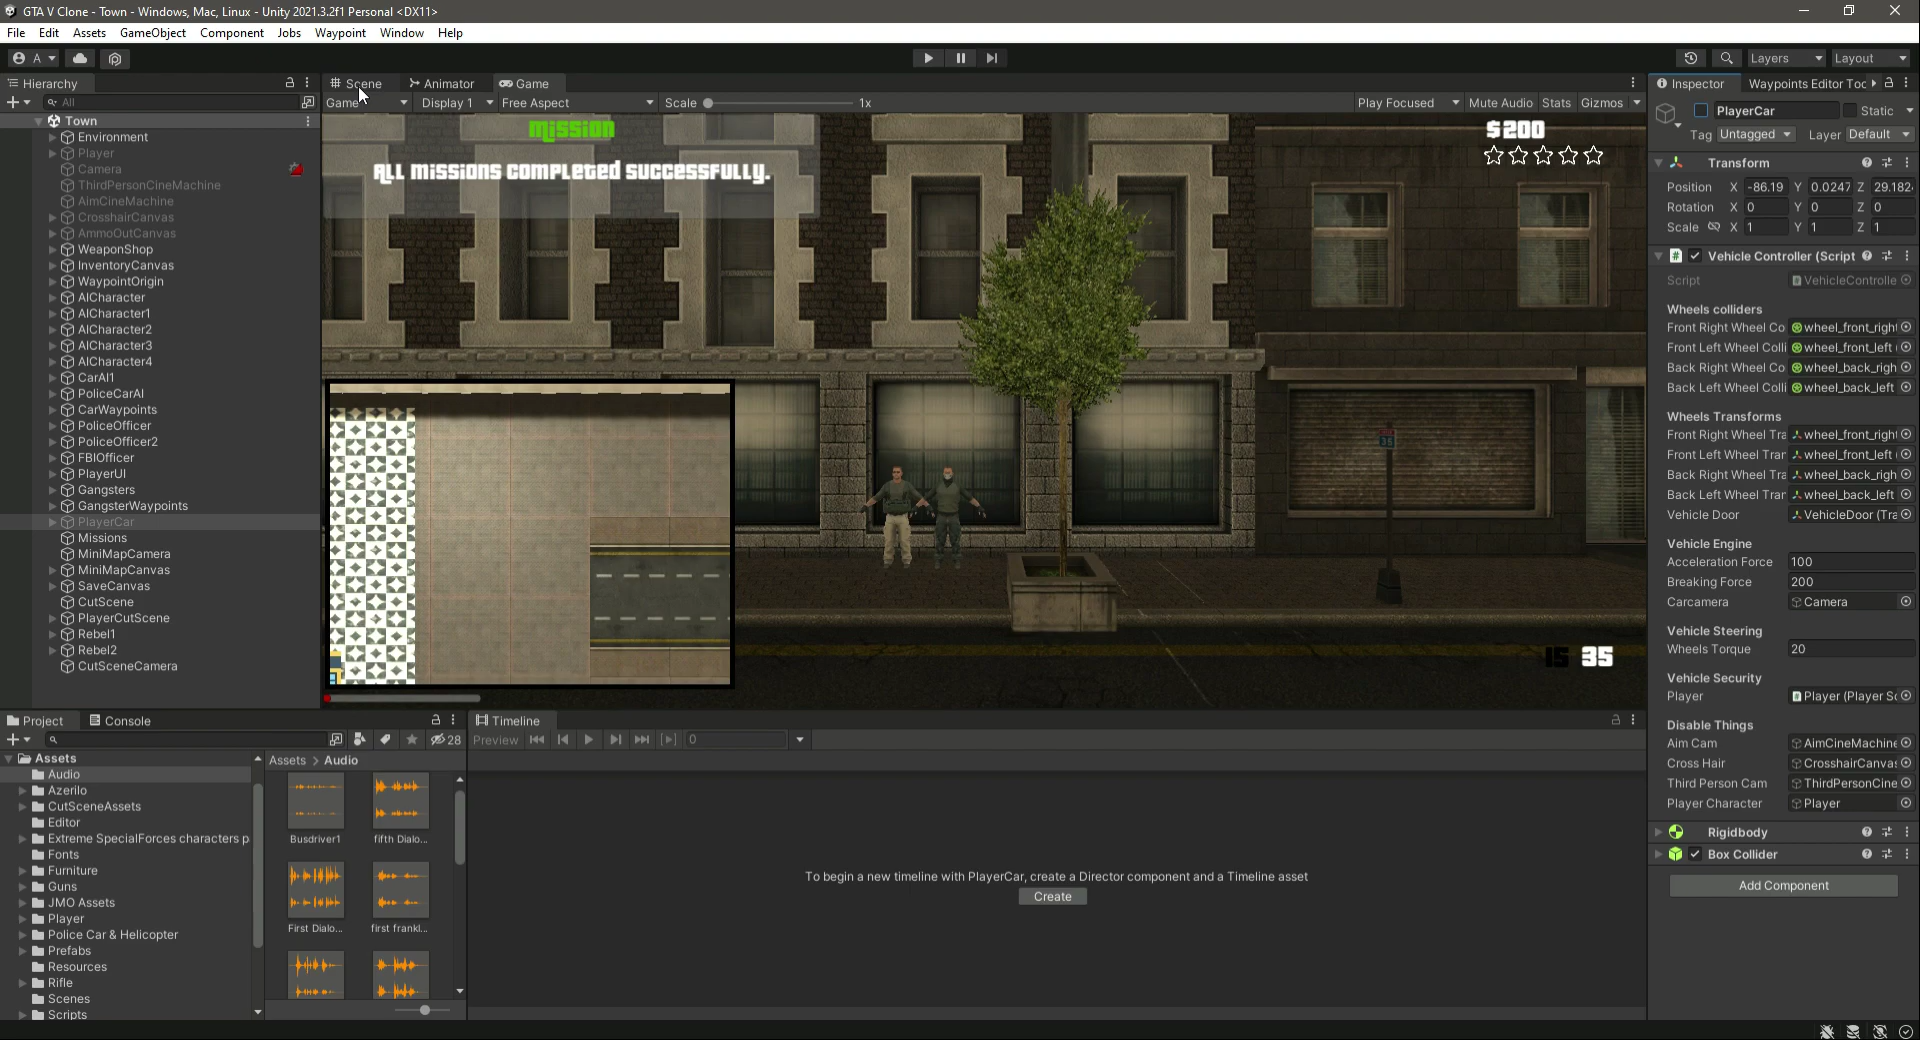 GTA V Clone - Town - Windows, Mac, Linux - Unity 2021.3.2f1 Personal <DX11>
File Edit Assets GameObject Component Jobs Waypoint Window Help
A Layers Layout
Hierarchy
All
Town
Environment
Player
Camera
ThirdPersonCineMachine
AimCineMachine
CrosshairCanvas
AmmoOutCanvas
WeaponShop
InventoryCanvas
WaypointOrigin
AICharacter
AICharacter1
AICharacter2
AICharacter3
AICharacter4
CarAI1
PoliceCarAI
CarWaypoints
PoliceOfficer
PoliceOfficer2
FBIOfficer
PlayerUI
Gangsters
GangsterWaypoints
PlayerCar
Missions
MiniMapCamera
MiniMapCanvas
SaveCanvas
CutScene
PlayerCutScene
Rebel1
Rebel2
CutSceneCamera
Scene Animator Game
Game Display 1 Free Aspect Scale 1x Play Focused Mute Audio Stats Gizmos
Mission
All missions completed successfully.
$200
35
15 35
Project Console
28
Assets
Audio
Azerilo
CutSceneAssets
Editor
Extreme SpecialForces characters p
Fonts
Furniture
Guns
JMO Assets
Player
Police Car & Helicopter
Prefabs
Resources
Rifle
Scenes
Scripts
Assets > Audio
Busdriver1 fifth Dialo...
First Dialo... first frankl...
Timeline
Preview 0
To begin a new timeline with PlayerCar, create a Director component and a Timeline asset
Create
Inspector Waypoints Editor Too
PlayerCar Static
Tag Untagged Layer Default
Transform
Position X -86.19 Y 0.0247 Z 29.182
Rotation X 0 Y 0 Z 0
Scale X 1 Y 1 Z 1
Vehicle Controller (Script
Script VehicleControlle
Wheels colliders
Front Right Wheel Co wheel_front_right
Front Left Wheel Colli wheel_front_left (
Back Right Wheel Co wheel_back_righ
Back Left Wheel Colli wheel_back_left
Wheels Transforms
Front Right Wheel Tra wheel_front_right
Front Left Wheel Tran wheel_front_left (
Back Right Wheel Tra wheel_back_righ
Back Left Wheel Tran wheel_back_left
Vehicle Door VehicleDoor (Tra
Vehicle Engine
Acceleration Force 100
Breaking Force 200
Carcamera Camera
Vehicle Steering
Wheels Torque 20
Vehicle Security
Player Player (Player Sc
Disable Things
Aim Cam AimCineMachine
Cross Hair CrosshairCanvas
Third Person Cam ThirdPersonCine
Player Character Player
Rigidbody
Box Collider
Add Component